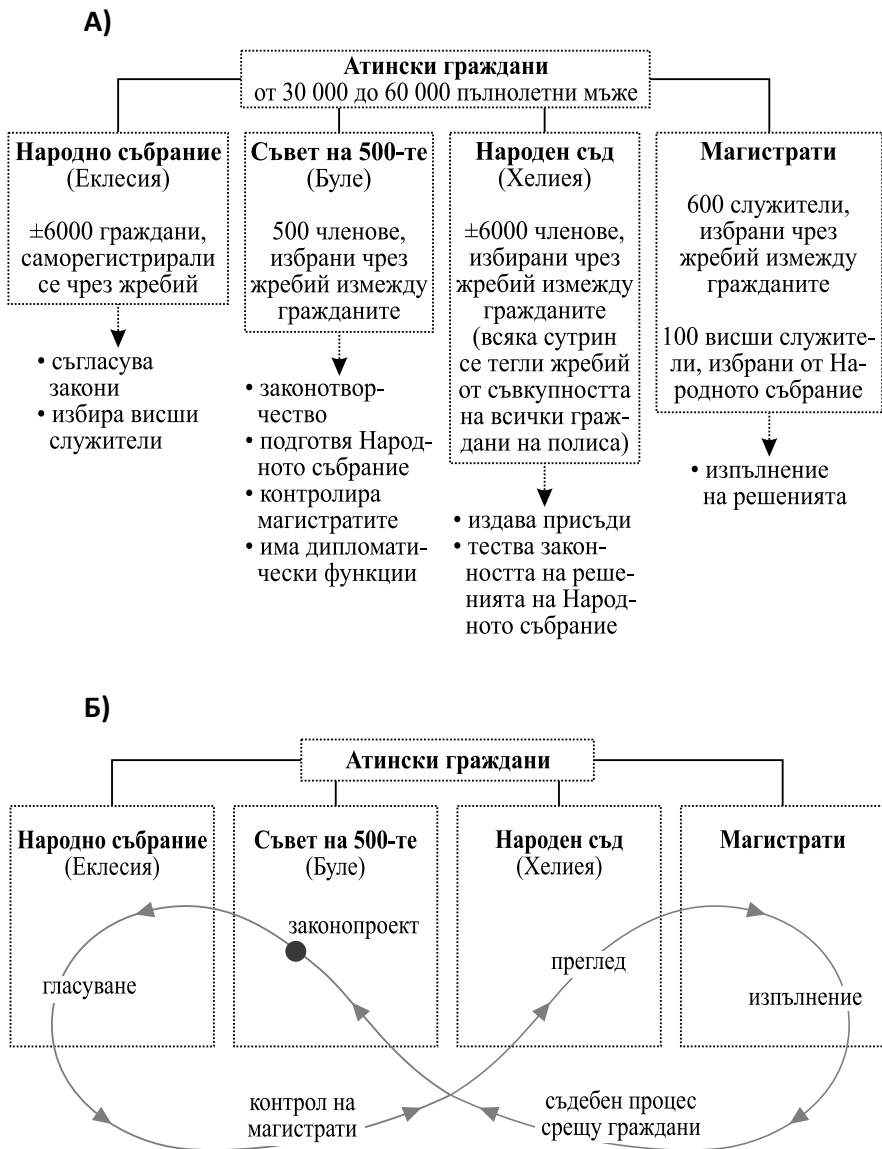 А)
Атински граждани
от 30 000 до 60 000 пълнолетни мъже
Народно събрание
(Еклесия)
±6000 граждани,
саморегистрирали
се чрез жребий
• съгласува
закони
• избира висши
служители
Съвет на 500-те
(Буле)
500 членове,
избрани чрез
жребий измежду
гражданите
• законотвор-
чество
• подготвя Народ-
ното събрание
• контролира
магистратите
• има дипломати-
чески функции
Народен съд
(Хелиея)
±6000 членове,
избирани чрез
жребий измежду
гражданите
(всяка сутрин
се тегли жребий
от съвкупността
на всички граж-
дани на полиса)
• издава присъди
• тества закон-
ността на реше-
нията на Народ-
ното събрание
Магистрати
600 служители,
избрани чрез
жребий измежду
гражданите
100 висши служите-
ли, избрани от На-
родното събрание
• изпълнение
на решенията
Б)
Атински граждани
Народно събрание
(Еклесия)
Съвет на 500-те
(Буле)
Народен съд
(Хелиея)
Магистрати
законопроект
гласуване
преглед
изпълнение
контрол на
магистрати
съдебен процес
срещу граждани